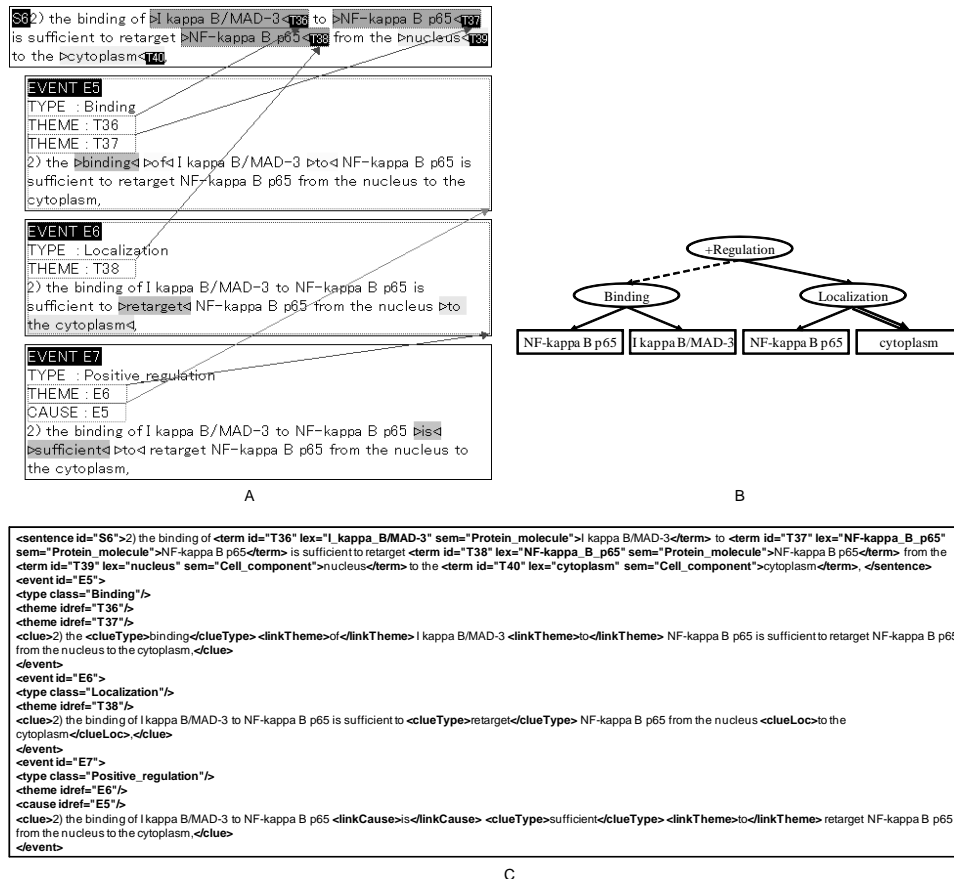 S6 2) the binding of ▷I kappa B/MAD-3◁T36 to ▷NF-kappa B p65◁T37
is sufficient to retarget ▷NF-kappa B p65◁T38 from the ▷nucleus◁T39
to the ▷cytoplasm◁T40,
EVENT E5
TYPE : Binding
THEME : T36
THEME : T37
2) the ▷binding◁ ▷of◁ I kappa B/MAD-3 ▷to◁ NF-kappa B p65 is
sufficient to retarget NF-kappa B p65 from the nucleus to the
cytoplasm,
EVENT E6
TYPE : Localization
THEME : T38
2) the binding of I kappa B/MAD-3 to NF-kappa B p65 is
sufficient to ▷retarget◁ NF-kappa B p65 from the nucleus ▷to
the cytoplasm◁,
EVENT E7
TYPE : Positive regulation
THEME : E6
CAUSE : E5
2) the binding of I kappa B/MAD-3 to NF-kappa B p65 ▷is◁
▷sufficient◁ ▷to◁ retarget NF-kappa B p65 from the nucleus to
the cytoplasm,
A
+Regulation
Binding
Localization
NF-kappa B p65
I kappa B/MAD-3
NF-kappa B p65
cytoplasm
B
<sentence id="S6">2) the binding of <term id="T36" lex="I_kappa_B/MAD-3" sem="Protein_molecule">I kappa B/MAD-3</term> to <term id="T37" lex="NF-kappa_B_p65"
sem="Protein_molecule">NF-kappa B p65</term> is sufficient to retarget <term id="T38" lex="NF-kappa_B_p65" sem="Protein_molecule">NF-kappa B p65</term> from the
<term id="T39" lex="nucleus" sem="Cell_component">nucleus</term> to the <term id="T40" lex="cytoplasm" sem="Cell_component">cytoplasm</term>, </sentence>
<event id="E5">
<type class="Binding"/>
<theme idref="T36"/>
<theme idref="T37"/>
<clue>2) the <clueType>binding</clueType> <linkTheme>of</linkTheme> I kappa B/MAD-3 <linkTheme>to</linkTheme> NF-kappa B p65 is sufficient to retarget NF-kappa B p65
from the nucleus to the cytoplasm,</clue>
</event>
<event id="E6">
<type class="Localization"/>
<theme idref="T38"/>
<clue>2) the binding of I kappa B/MAD-3 to NF-kappa B p65 is sufficient to <clueType>retarget</clueType> NF-kappa B p65 from the nucleus <clueLoc>to the
cytoplasm</clueLoc>,</clue>
</event>
<event id="E7">
<type class="Positive_regulation"/>
<theme idref="E6"/>
<cause idref="E5"/>
<clue>2) the binding of I kappa B/MAD-3 to NF-kappa B p65 <linkCause>is</linkCause> <clueType>sufficient</clueType> <linkTheme>to</linkTheme> retarget NF-kappa B p65
from the nucleus to the cytoplasm,</clue>
</event>
C